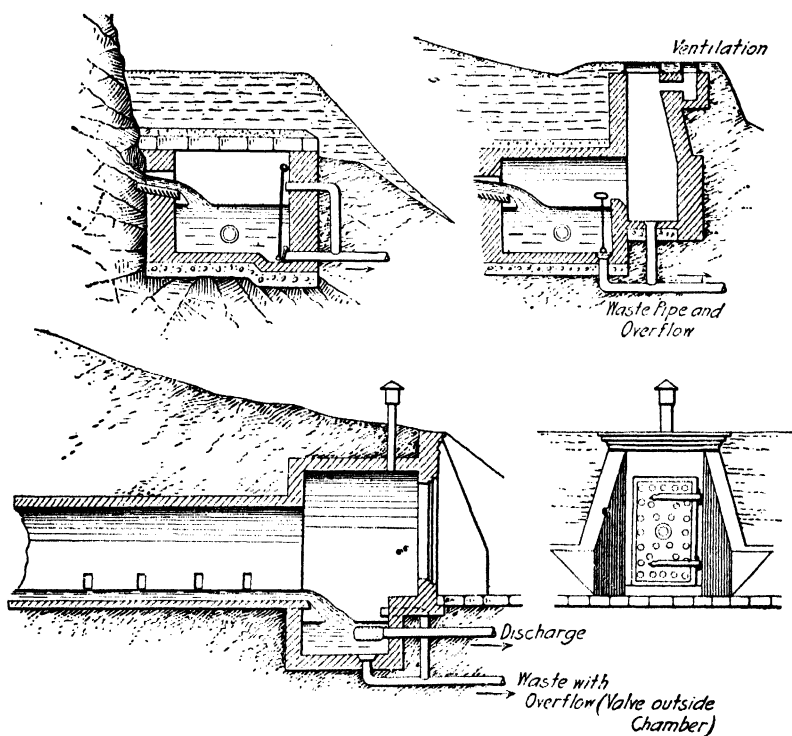 Ventilation
Waste Pipe and
Overflow
Discharge
Waste with
Overflow (Valve outside
Chamber)